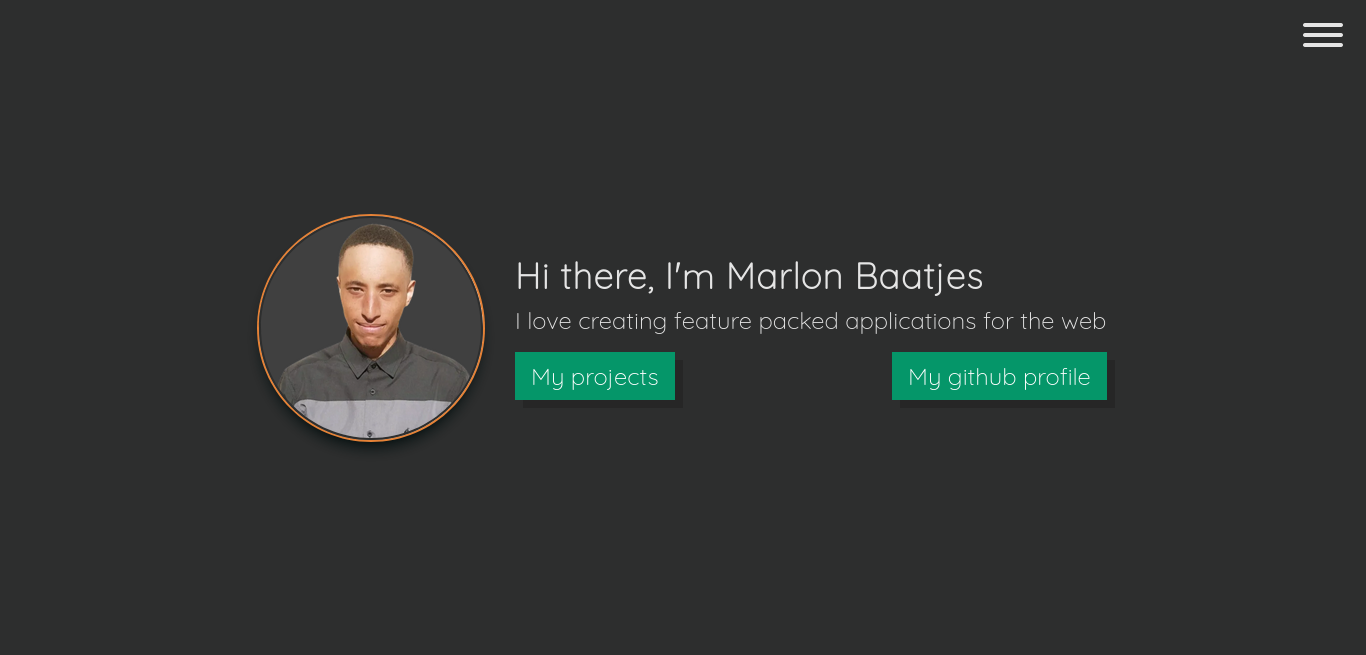 Hi there, I'm Marlon Baatjes
I love creating feature packed applications for the web
My projects
My github profile